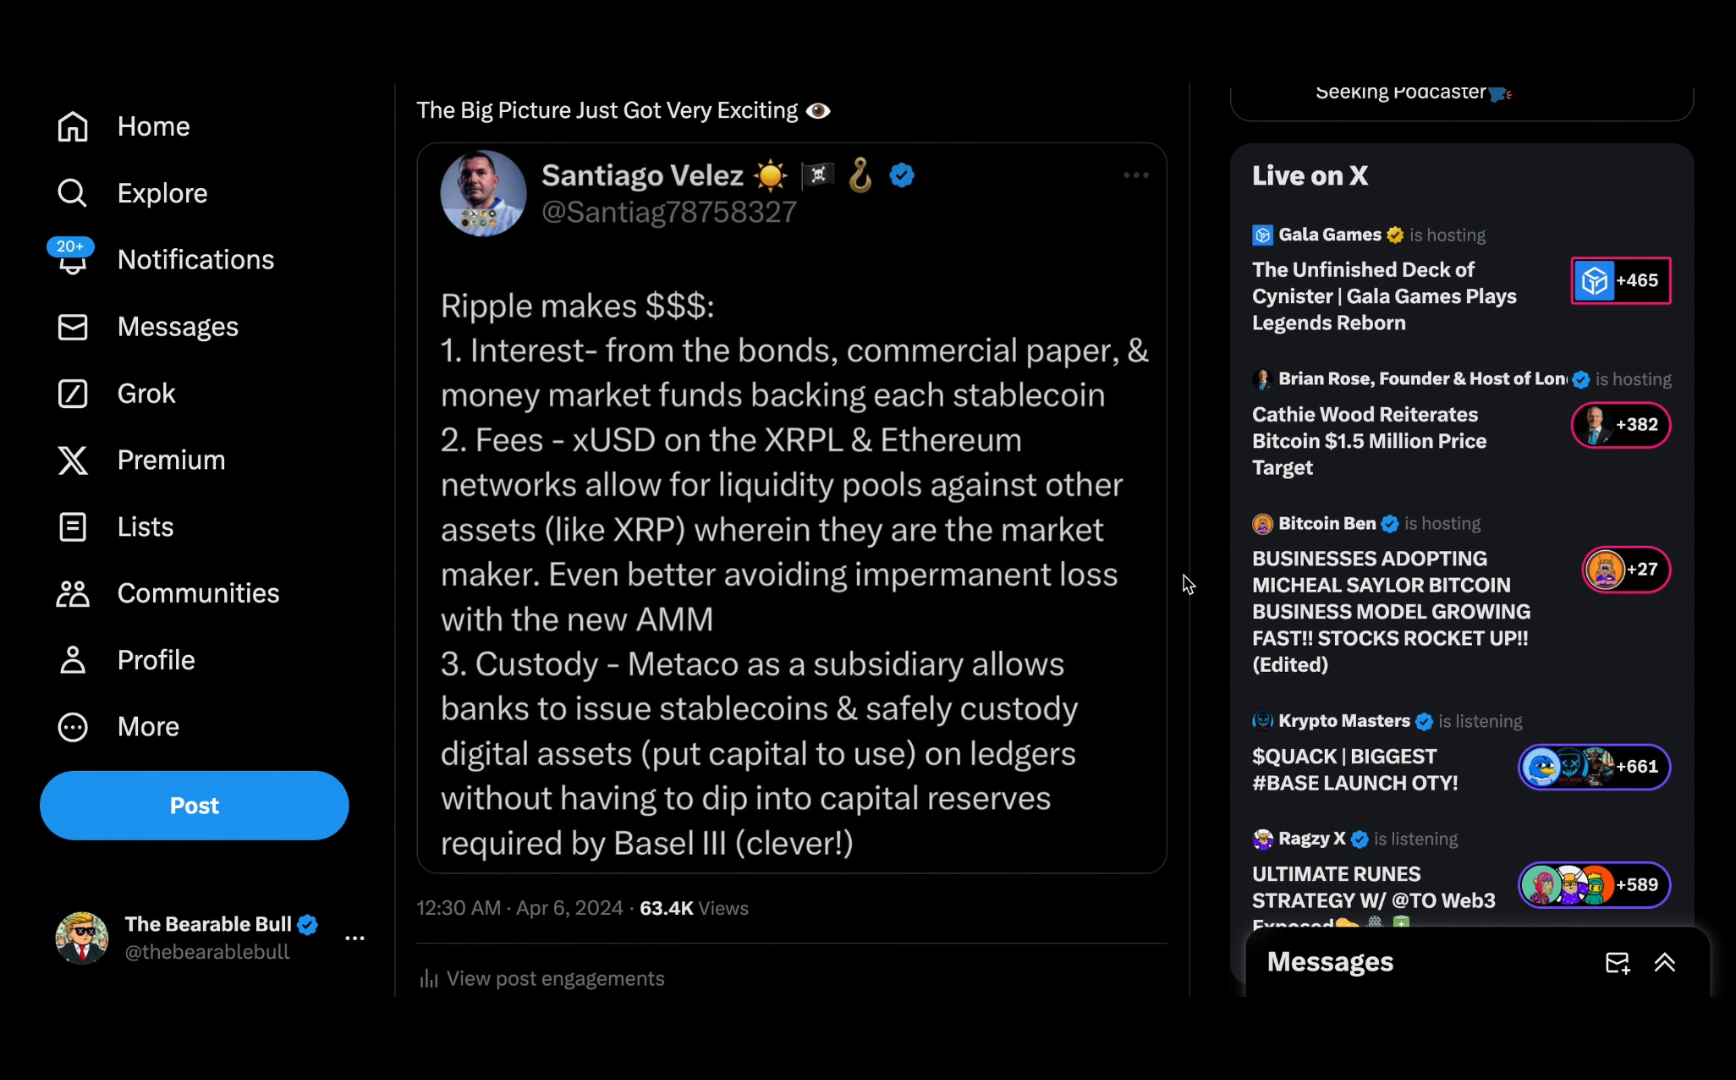 Home
Explore
20+
Notifications
Messages
Grok
Premium
Lists
Communities
Profile
More
Post
The Bearable Bull
@thebearablebull
The Big Picture Just Got Very Exciting
Santiago Velez
@Santiag78758327
Ripple makes $$$:
1. Interest- from the bonds, commercial paper, &
money market funds backing each stablecoin
2. Fees - xUSD on the XRPL & Ethereum
networks allow for liquidity pools against other
assets (like XRP) wherein they are the market
maker. Even better avoiding impermanent loss
with the new AMM
3. Custody - Metaco as a subsidiary allows
banks to issue stablecoins & safely custody
digital assets (put capital to use) on ledgers
without having to dip into capital reserves
required by Basel III (clever!)
12:30 AM · Apr 6, 2024 · 63.4K Views
View post engagements
Seeking Podcaster
Live on X
Gala Games is hosting
The Unfinished Deck of
Cynister | Gala Games Plays
Legends Reborn
+465
Brian Rose, Founder & Host of Lon is hosting
Cathie Wood Reiterates
Bitcoin $1.5 Million Price
Target
+382
Bitcoin Ben is hosting
BUSINESSES ADOPTING
MICHEAL SAYLOR BITCOIN
BUSINESS MODEL GROWING
FAST!! STOCKS ROCKET UP!!
(Edited)
+27
Krypto Masters is listening
$QUACK | BIGGEST
#BASE LAUNCH OTY!
+661
Ragzy X is listening
ULTIMATE RUNES
STRATEGY W/ @TO Web3
Exposed
+589
Messages